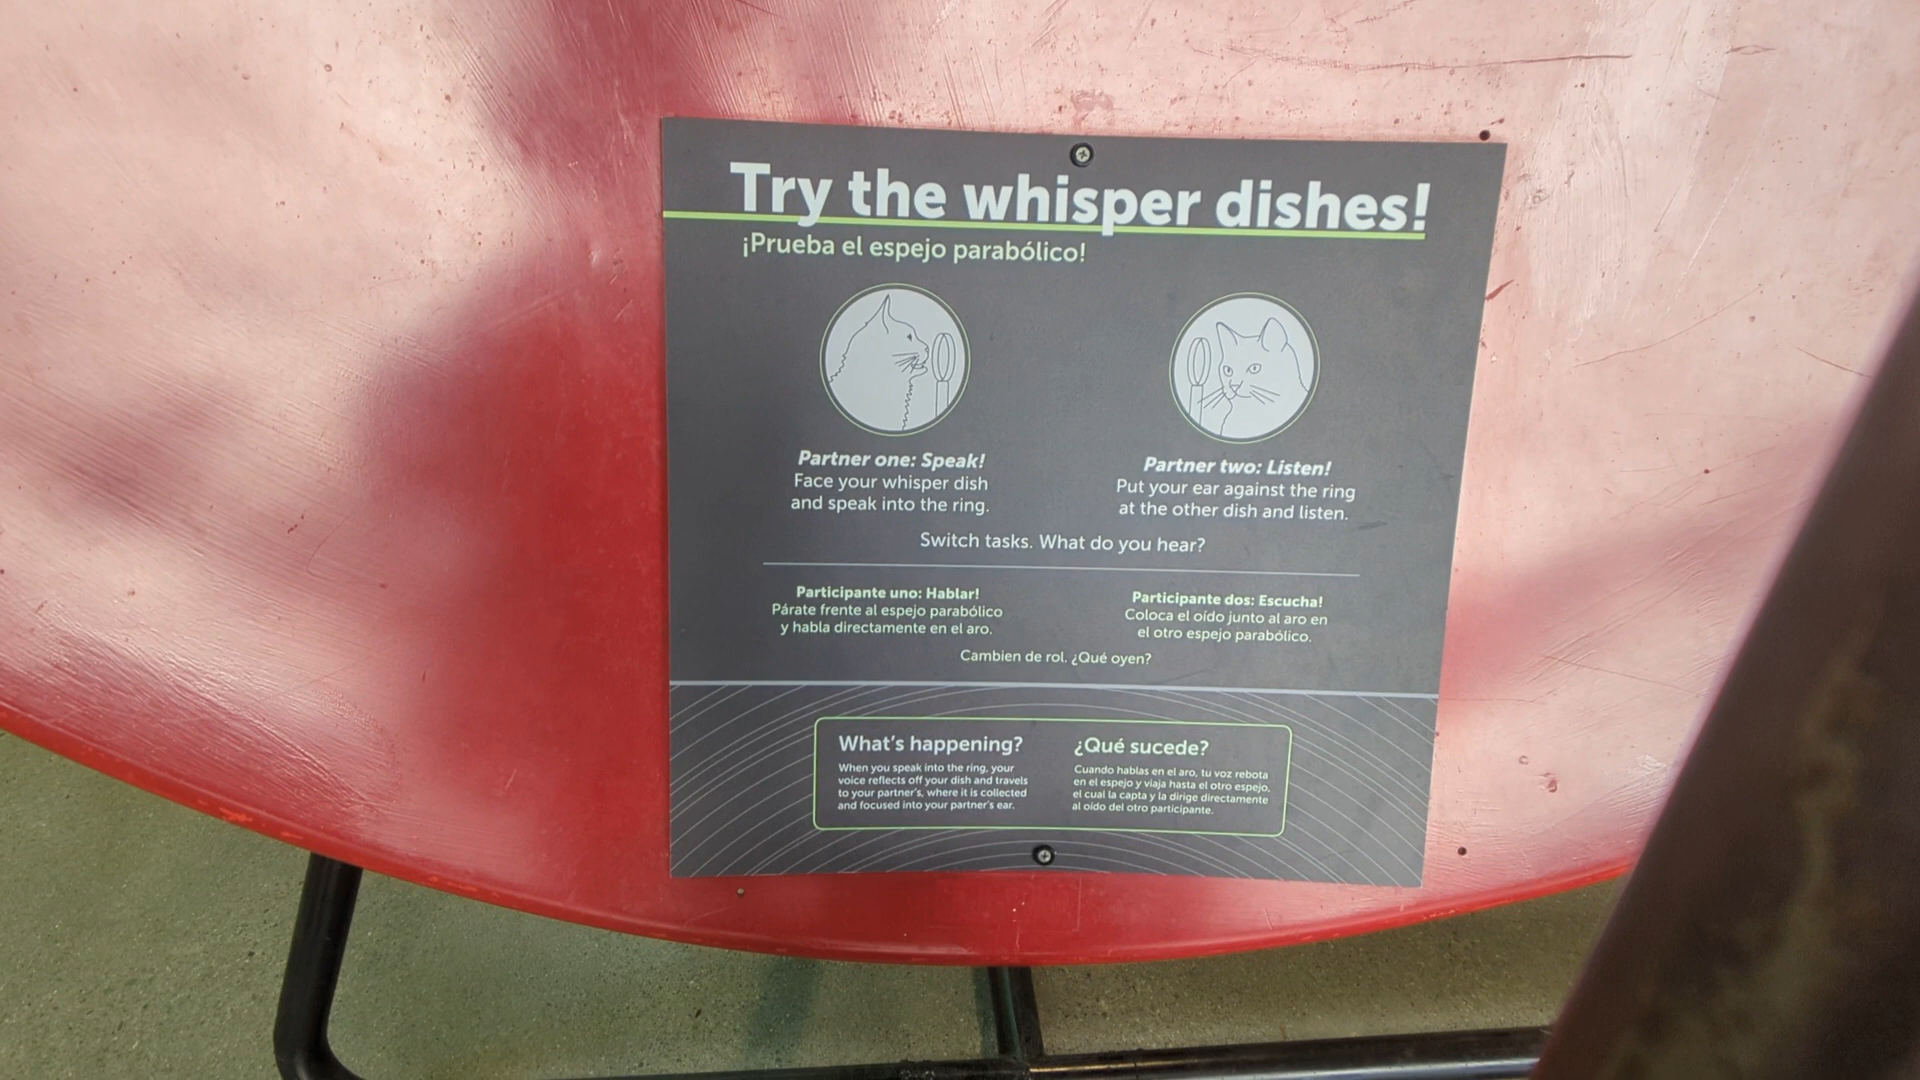 Try the whisper dishes!
¡Prueba el espejo parabólico!
Partner one: Speak!
Face your whisper dish
and speak into the ring.
Partner two: Listen!
Put your ear against the ring
at the other dish and listen.
Switch tasks. What do you hear?
Participante uno: Hablar!
Párate frente al espejo parabólico
y habla directamente en el aro.
Participante dos: Escucha!
Coloca el oído junto al aro en
el otro espejo parabólico.
Cambien de rol. ¿Qué oyen?
What's happening?
When you speak into the ring, your
voice reflects off your dish and travels
to your partner's, where it is collected
and focused into your partner's ear.
¿Qué sucede?
Cuando hablas en el aro, tu voz rebota
en el espejo y viaja hasta el otro espejo,
el cual la capta y la dirige directamente
al oído del otro participante.